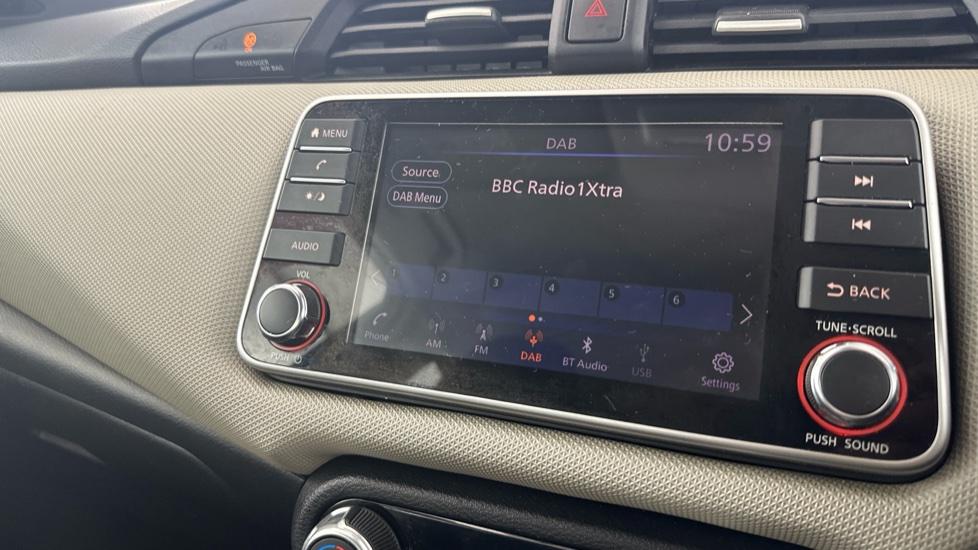 PASSENGER
AIR BAG
MENU
AUDIO
VOL
PUSH
DAB
10:59
Source
BBC Radio1Xtra
DAB Menu
1
2
3
4
5
6
Phone
AM
FM
DAB
BT Audio
USB
Settings
BACK
TUNE·SCROLL
PUSH SOUND